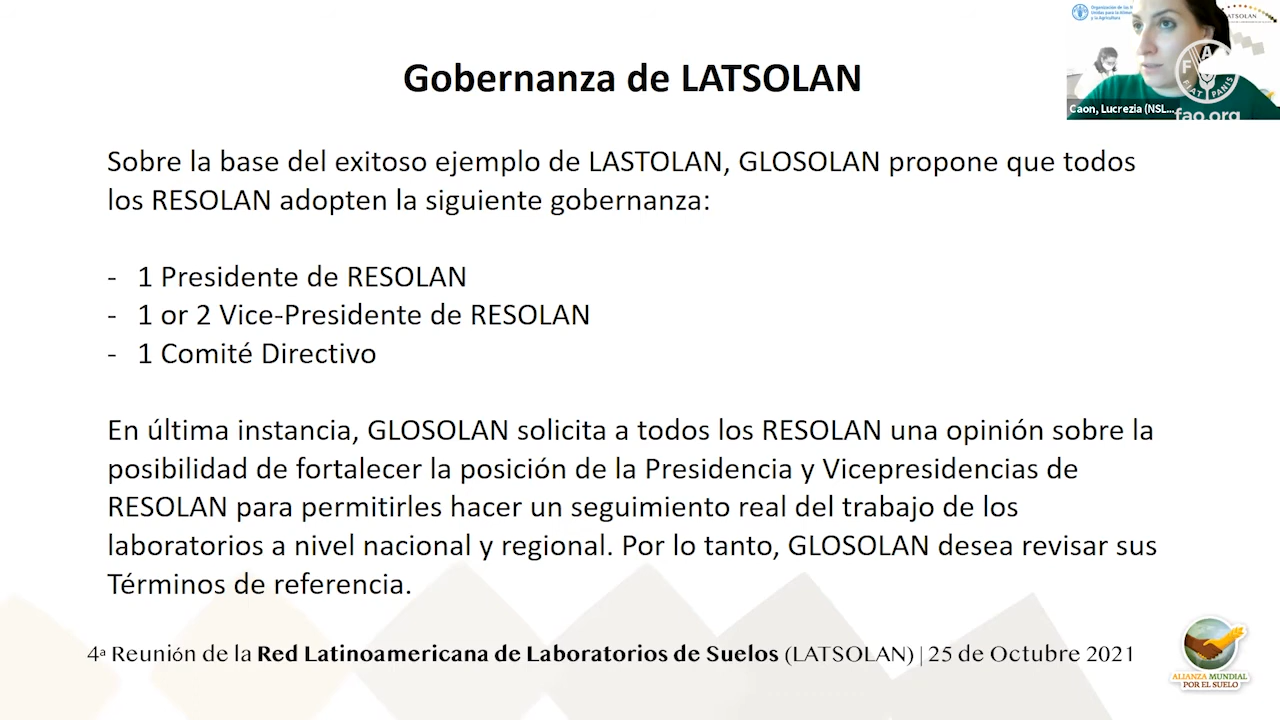 Organización de las
Unidas para la Alimen
y la Agricultura
LATSOLAN
FIAT PANIS
fao.org
Caon, Lucrezia (NSL...
Gobernanza de LATSOLAN
Sobre la base del exitoso ejemplo de LASTOLAN, GLOSOLAN propone que todos
los RESOLAN adopten la siguiente gobernanza:
- 1 Presidente de RESOLAN
- 1 or 2 Vice-Presidente de RESOLAN
- 1 Comité Directivo
En última instancia, GLOSOLAN solicita a todos los RESOLAN una opinión sobre la
posibilidad de fortalecer la posición de la Presidencia y Vicepresidencias de
RESOLAN para permitirles hacer un seguimiento real del trabajo de los
laboratorios a nivel nacional y regional. Por lo tanto, GLOSOLAN desea revisar sus
Términos de referencia.
4ª Reunión de la Red Latinoamericana de Laboratorios de Suelos (LATSOLAN) | 25 de Octubre 2021
ALIANZA MUNDIAL
POR EL SUELO